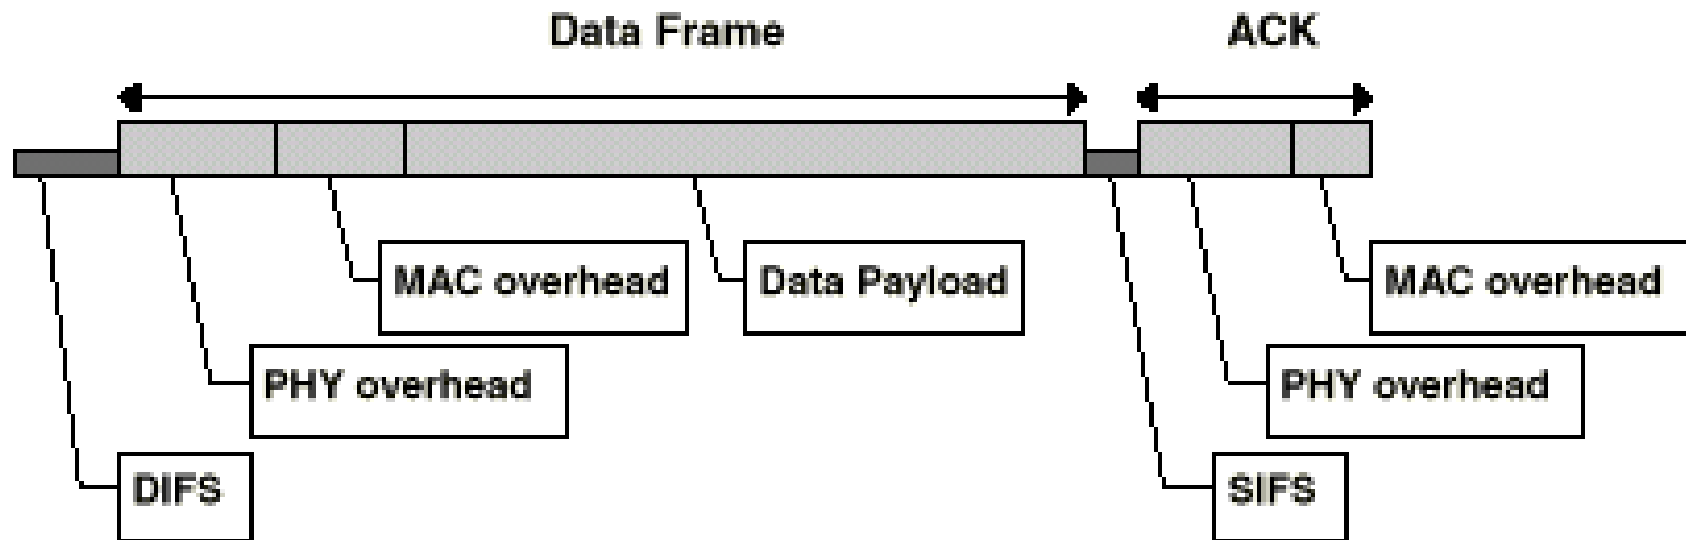 Data Frame
ACK
MAC overhead
Data Payload
MAC overhead
PHY overhead
PHY overhead
DIFS
SIFS